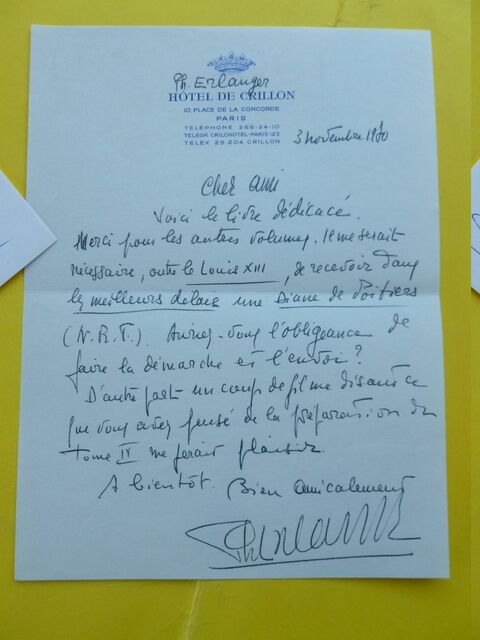 Ph. Erlanger
HOTEL DE CRILLON
10, PLACE DE LA CONCORDE
PARIS
TELEPHONE 265-24-10
TELEGR. CRILONOTEL-PARIS 123
TELEX 29.204 CRILLON
3 novembre 1970
Cher ami
Voici le livre dédicacé.
Merci pour les autres volumes. Il me serait
nécessaire, outre le Louis XIII, de recevoir dans
les meilleurs délais une Diane de Poitiers
(N.R.F.). Auriez-vous l'obligeance de
faire la démarche et l'envoi?
D'autre part un coup de fil me disant ce
que vous avez pensé de la préparation du
tome IV me ferait plaisir.
A bientôt. Bien amicalement